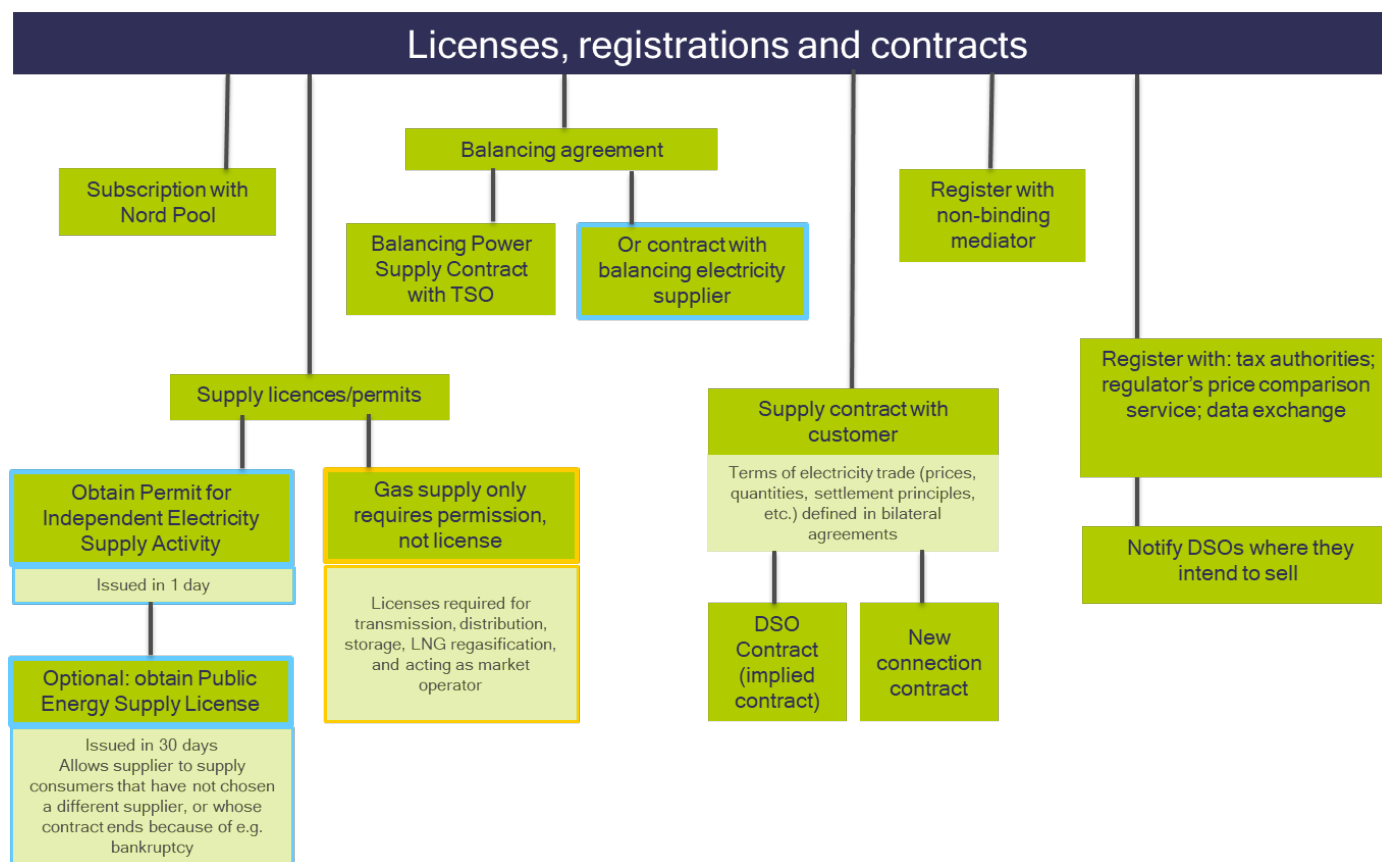 Licenses, registrations and contracts
Subscription with
Nord Pool
Balancing agreement
Balancing Power
Supply Contract
with TSO
Or contract with
balancing electricity
supplier
Register with
non-binding
mediator
Supply licences/permits
Obtain Permit for
Independent Electricity
Supply Activity
Issued in 1 day
Optional: obtain Public
Energy Supply License
Issued in 30 days
Allows supplier to supply
consumers that have not chosen
a different supplier, or whose
contract ends because of e.g.
bankruptcy
Gas supply only
requires permission,
not license
Licenses required for
transmission, distribution,
storage, LNG regasification,
and acting as market
operator
Supply contract with
customer
Terms of electricity trade (prices,
quantities, settlement principles,
etc.) defined in bilateral
agreements
DSO
Contract
(implied
contract)
New
connection
contract
Register with: tax authorities;
regulator's price comparison
service; data exchange
Notify DSOs where they
intend to sell